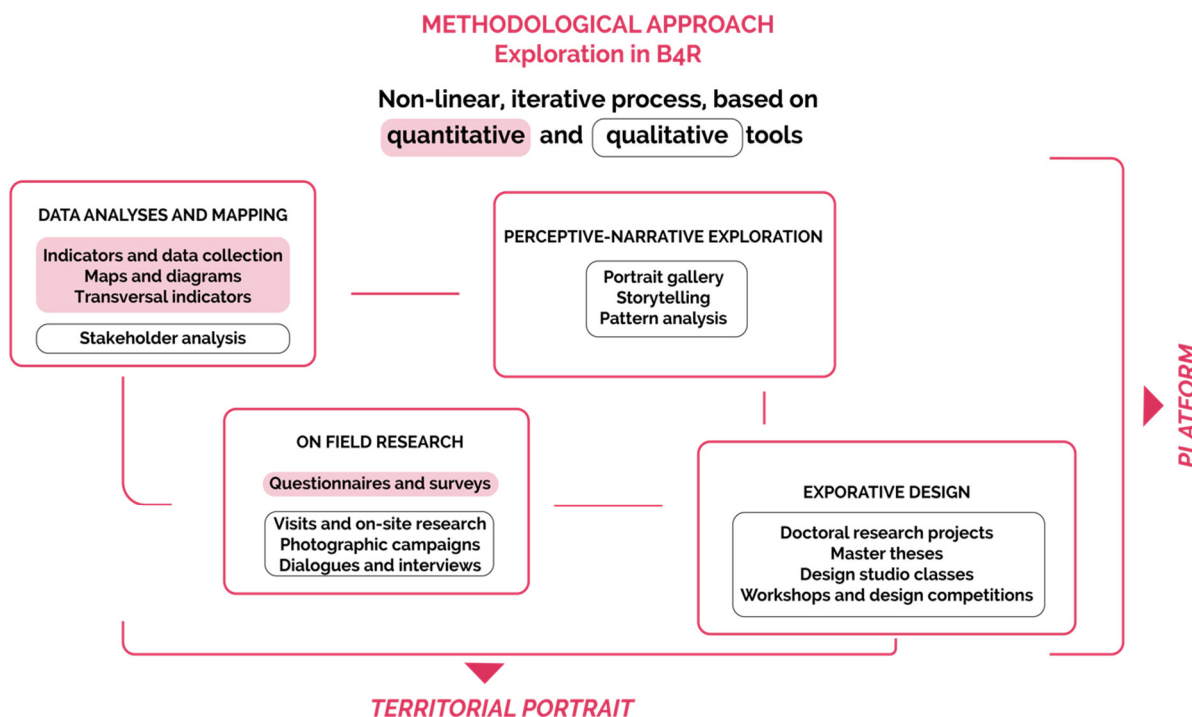 METHODOLOGICAL APPROACH
Exploration in B4R
Non-linear, iterative process, based on
quantitative and qualitative tools
DATA ANALYSES AND MAPPING
Indicators and data collection
Maps and diagrams
Transversal indicators
Stakeholder analysis
PERCEPTIVE-NARRATIVE EXPLORATION
Portrait gallery
Storytelling
Pattern analysis
ON FIELD RESEARCH
Questionnaires and surveys
Visits and on-site research
Photographic campaigns
Dialogues and interviews
EXPORATIVE DESIGN
Doctoral research projects
Master theses
Design studio classes
Workshops and design competitions
PLATFORM
TERRITORIAL PORTRAIT